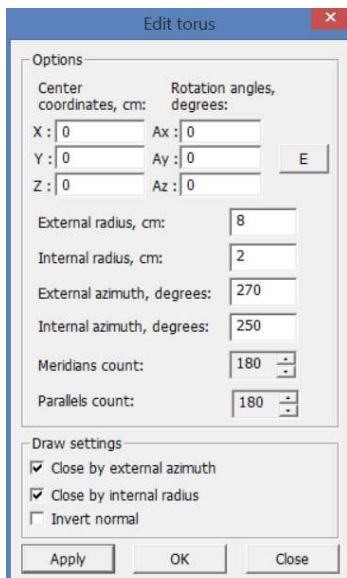 Edit torus
×
Options
Center coordinates, cm:
Rotation angles, degrees:
X : 0 Ax : 0
Y : 0 Ay : 0 E
Z : 0 Az : 0
External radius, cm: 8
Internal radius, cm: 2
External azimuth, degrees: 270
Internal azimuth, degrees: 250
Meridians count: 180
Parallels count: 180
Draw settings
Close by external azimuth
Close by internal radius
Invert normal
Apply OK Close